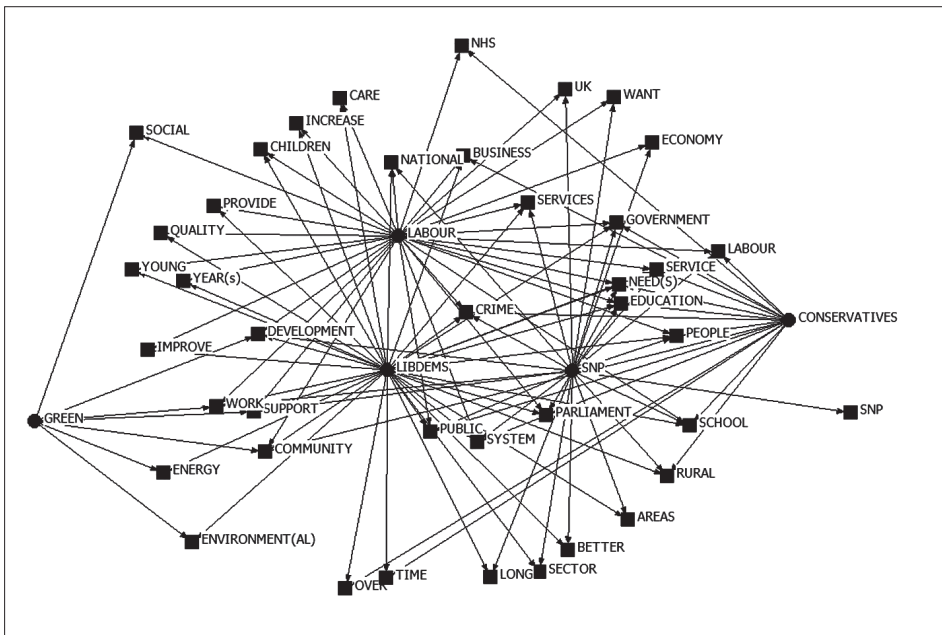 NHS
UK
WANT
CARE
INCREASE
SOCIAL
CHILDREN
NATIONAL
BUSINESS
ECONOMY
PROVIDE
SERVICES
GOVERNMENT
QUALITY
LABOUR
LABOUR
YOUNG
YEAR(s)
SERVICE
NEED(S)
EDUCATION
CRIME
CONSERVATIVES
DEVELOPMENT
PEOPLE
IMPROVE
LIBDEMS
SNP
WORK
SUPPORT
PARLIAMENT
SNP
GREEN
PUBLIC
SCHOOL
SYSTEM
COMMUNITY
ENERGY
RURAL
AREAS
ENVIRONMENT(AL)
BETTER
OVER
TIME
LONG
SECTOR